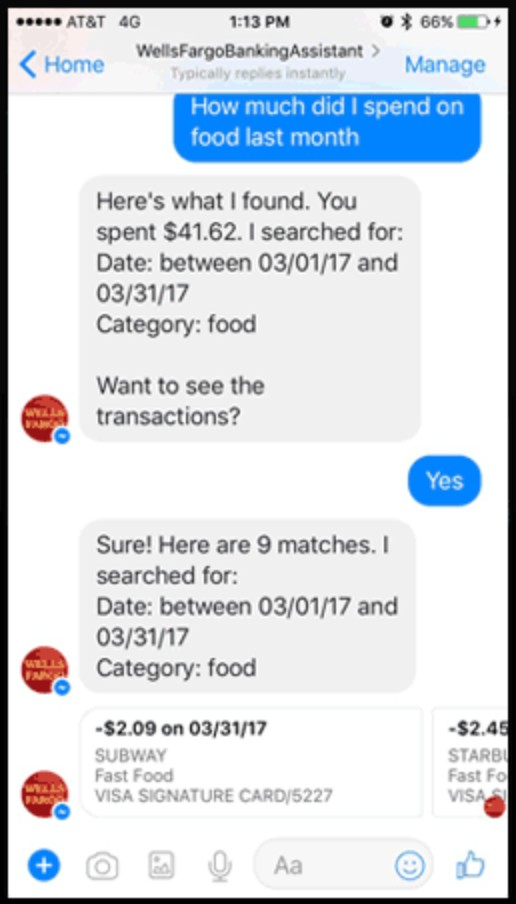 AT&T 4G 1:13 PM 66%
WellsFargoBankingAssistant >
Typically replies instantly
Home
Manage
How much did I spend on
food last month
Here's what I found. You
spent $41.62. I searched for:
Date: between 03/01/17 and
03/31/17
Category: food
Want to see the
transactions?
WELLS
FARGO
Yes
Sure! Here are 9 matches. I
searched for:
Date: between 03/01/17 and
03/31/17
Category: food
WELLS
FARGO
-$2.09 on 03/31/17
SUBWAY
Fast Food
VISA SIGNATURE CARD/5227
-$2.45
STARBU
Fast Fo
VISA SI
WELLS
FARGO
Aa